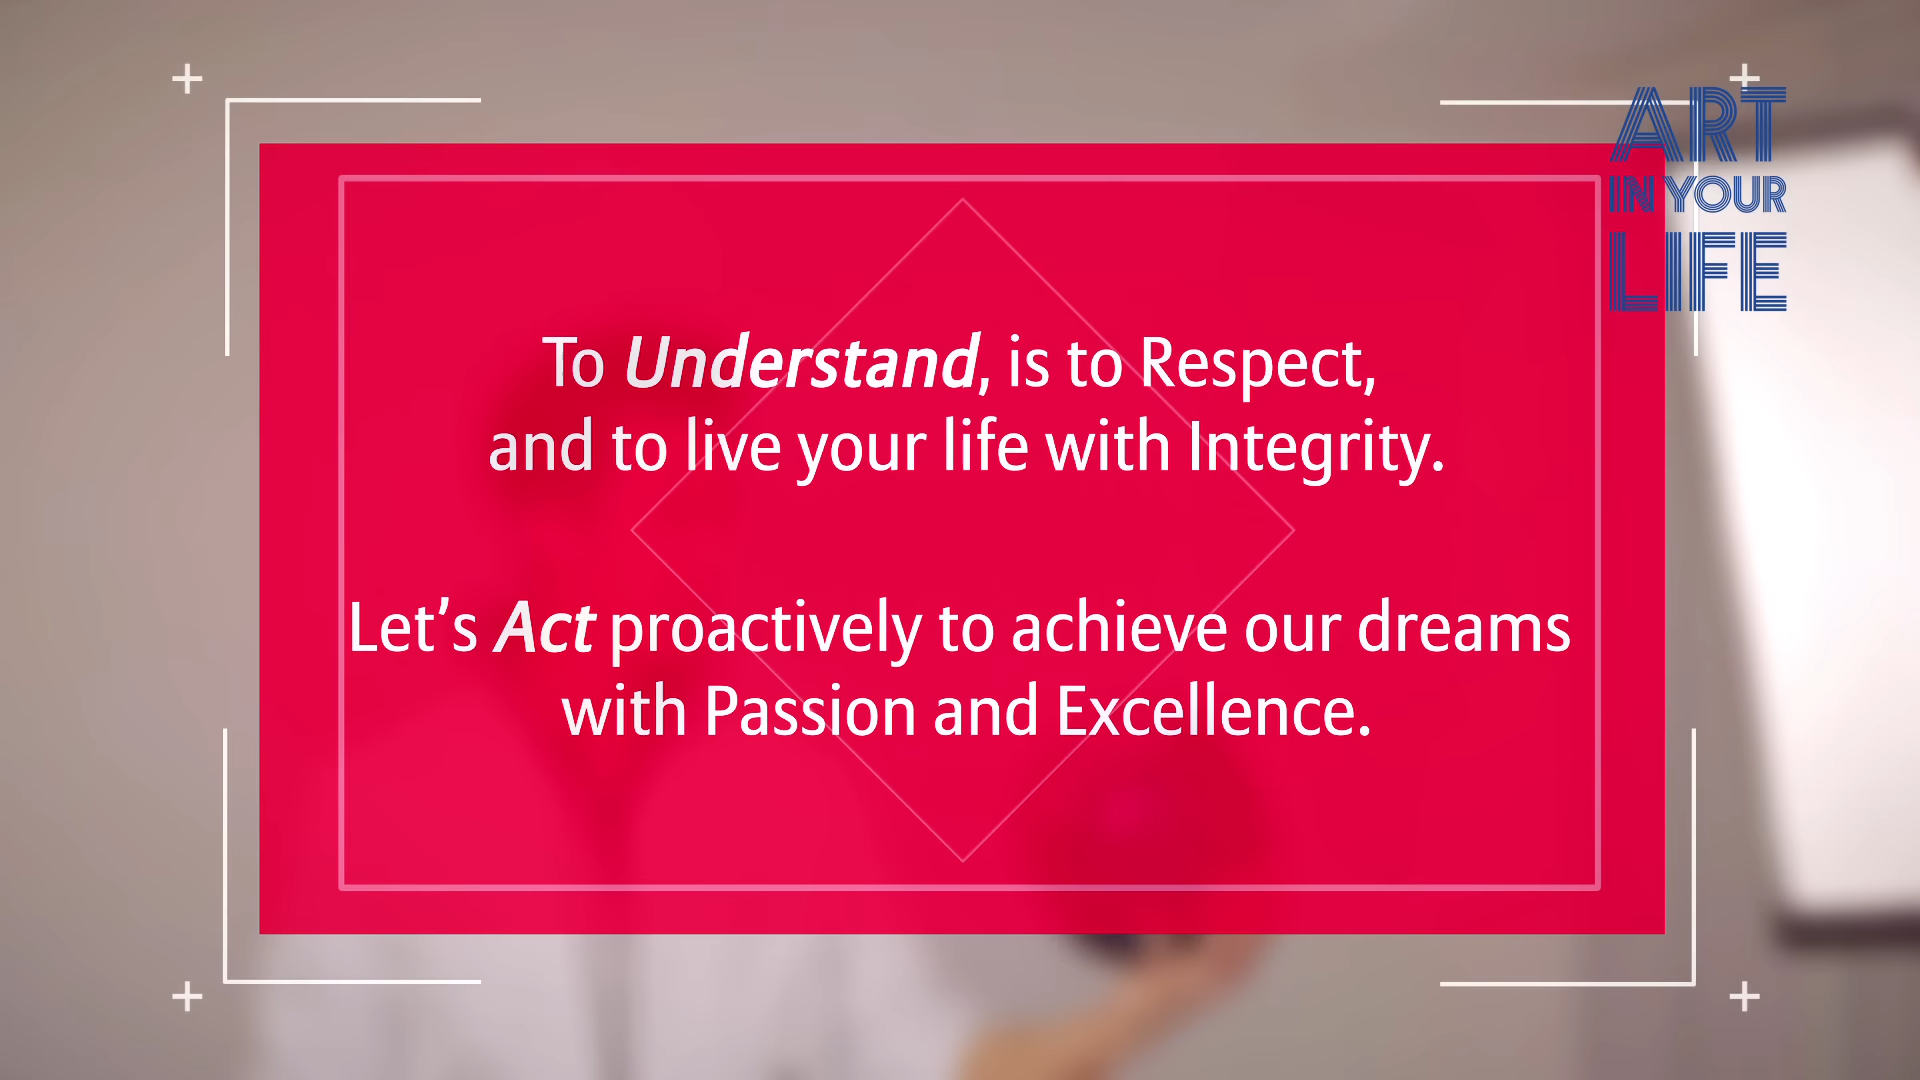 ART
IN YOUR
LIFE
To Understand, is to Respect,
and to live your life with Integrity.
Let’s Act proactively to achieve our dreams
with Passion and Excellence.